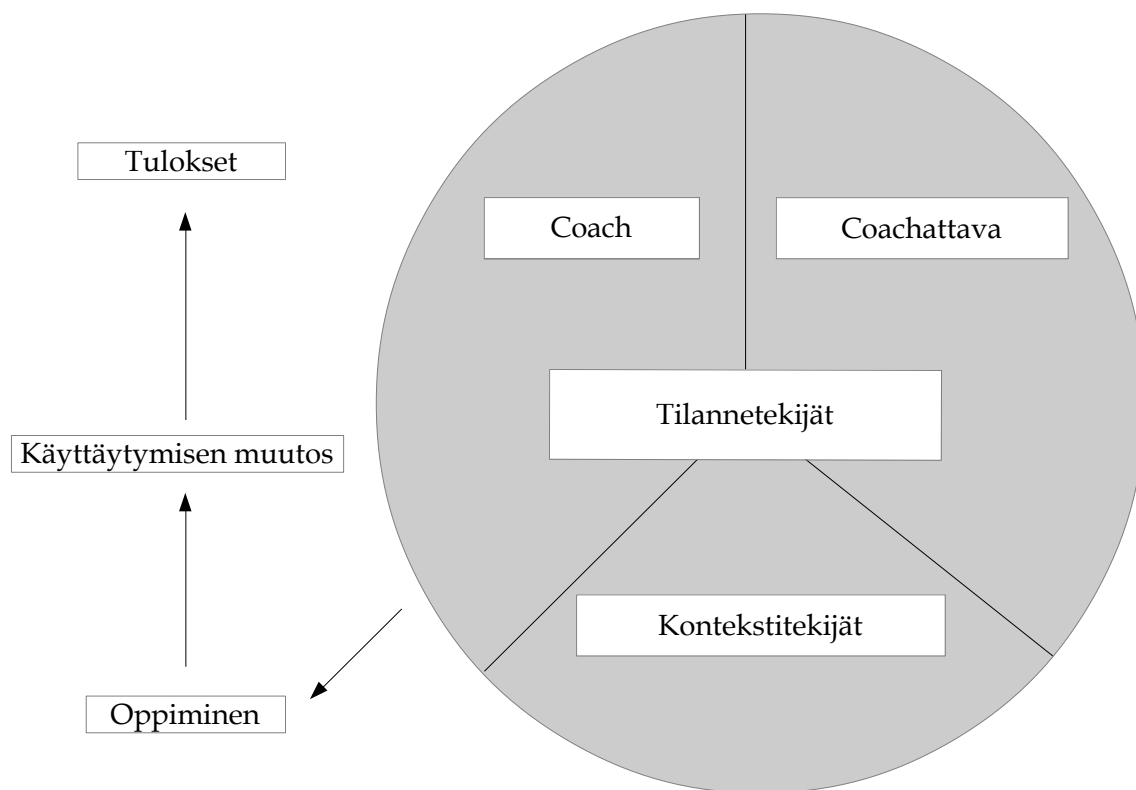 Tulokset
Coach
Coachattava
Tilannetekijät
Käyttäytymisen muutos
Kontekstitekijät
Oppiminen